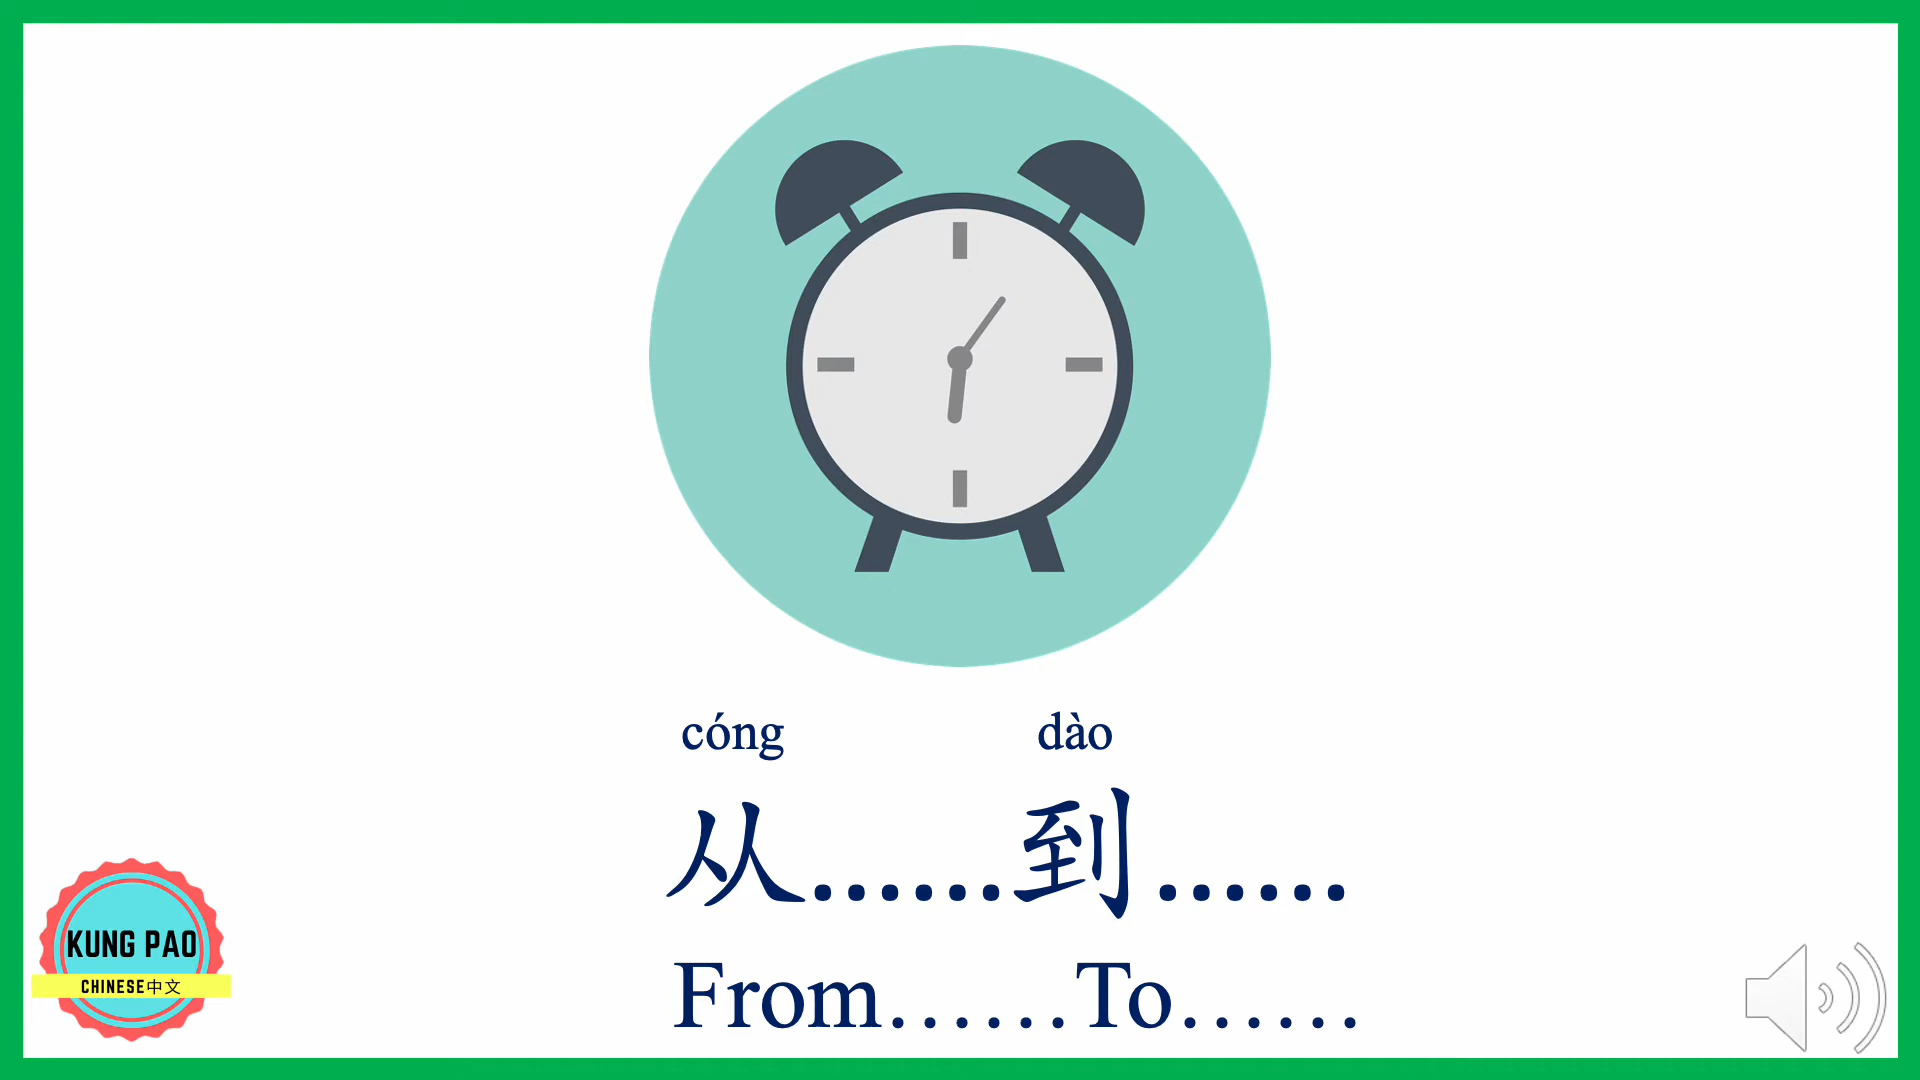 cóng dào
从......到......
From......To......
KUNG PAO
CHINESE中文